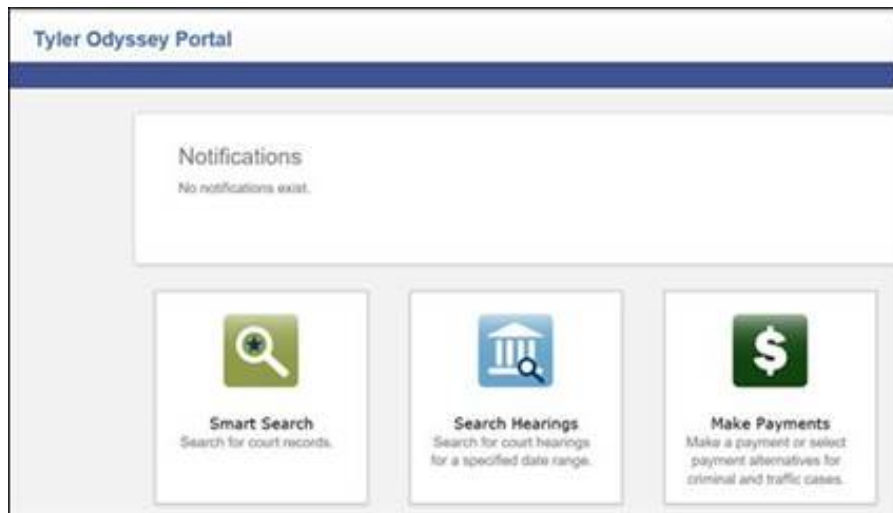 Tyler Odyssey Portal
Notifications
No notifications exist.
Smart Search
Search for court records.
Search Hearings
Search for court hearings
for a specified date range.
Make Payments
Make a payment or select
payment alternatives for
criminal and traffic cases.